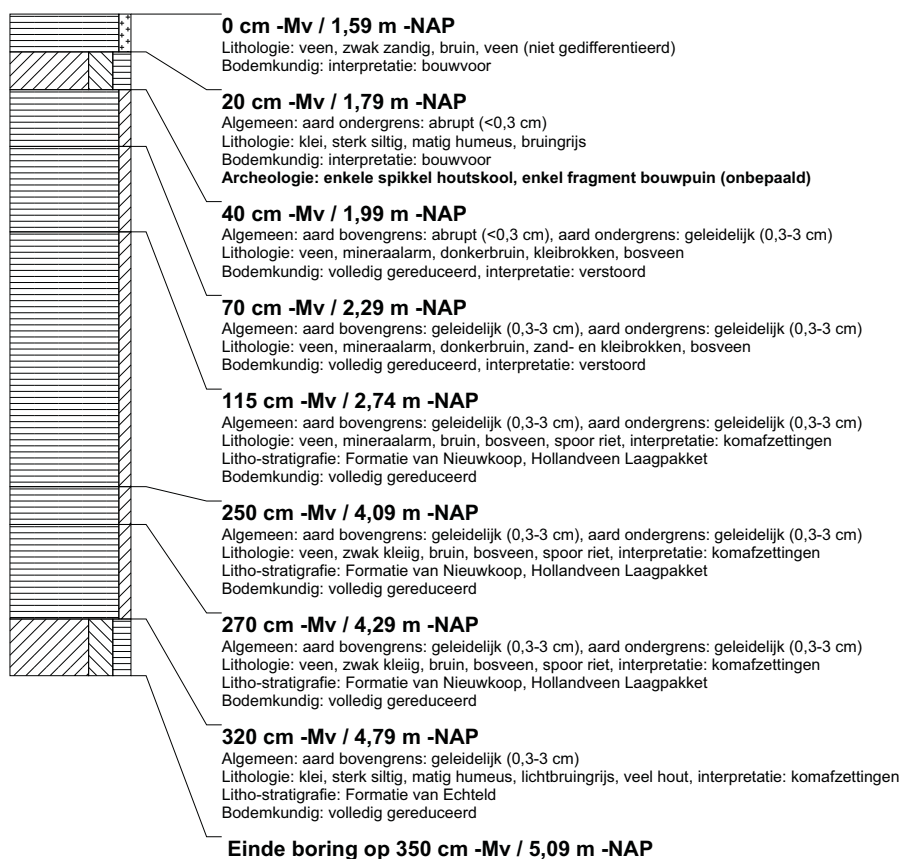 0 cm -Mv / 1,59 m -NAP
Lithologie: veen, zwak zandig, bruin, veen (niet gedifferentieerd)
Bodemkundig: interpretatie: bouwvoor
20 cm -Mv / 1,79 m -NAP
Algemeen: aard ondergrens: abrupt (<0,3 cm)
Lithologie: klei, sterk siltig, matig humeus, bruingrijs
Bodemkundig: interpretatie: bouwvoor
Archeologie: enkele spikkel houtskool, enkel fragment bouwpuin (onbepaald)
40 cm -Mv / 1,99 m -NAP
Algemeen: aard bovengrens: abrupt (<0,3 cm), aard ondergrens: geleidelijk (0,3-3 cm)
Lithologie: veen, mineraalarm, donkerbruin, kleibrokken, bosveen
Bodemkundig: volledig gereduceerd, interpretatie: verstoord
70 cm -Mv / 2,29 m -NAP
Algemeen: aard bovengrens: geleidelijk (0,3-3 cm), aard ondergrens: geleidelijk (0,3-3 cm)
Lithologie: veen, mineraalarm, donkerbruin, zand- en kleibrokken, bosveen
Bodemkundig: volledig gereduceerd, interpretatie: verstoord
115 cm -Mv / 2,74 m -NAP
Algemeen: aard bovengrens: geleidelijk (0,3-3 cm), aard ondergrens: geleidelijk (0,3-3 cm)
Lithologie: veen, mineraalarm, bruin, bosveen, spoor riet, interpretatie: komafzettingen
Litho-stratigrafie: Formatie van Nieuwkoop, Hollandveen Laagpakket
Bodemkundig: volledig gereduceerd
250 cm -Mv / 4,09 m -NAP
Algemeen: aard bovengrens: geleidelijk (0,3-3 cm), aard ondergrens: geleidelijk (0,3-3 cm)
Lithologie: veen, zwak kleiig, bruin, bosveen, spoor riet, interpretatie: komafzettingen
Litho-stratigrafie: Formatie van Nieuwkoop, Hollandveen Laagpakket
Bodemkundig: volledig gereduceerd
270 cm -Mv / 4,29 m -NAP
Algemeen: aard bovengrens: geleidelijk (0,3-3 cm), aard ondergrens: geleidelijk (0,3-3 cm)
Lithologie: veen, zwak kleiig, bruin, bosveen, spoor riet, interpretatie: komafzettingen
Litho-stratigrafie: Formatie van Nieuwkoop, Hollandveen Laagpakket
Bodemkundig: volledig gereduceerd
320 cm -Mv / 4,79 m -NAP
Algemeen: aard bovengrens: geleidelijk (0,3-3 cm)
Lithologie: klei, sterk siltig, matig humeus, lichtbruingrijs, veel hout, interpretatie: komafzettingen
Litho-stratigrafie: Formatie van Echteld
Bodemkundig: volledig gereduceerd
Einde boring op 350 cm -Mv / 5,09 m -NAP